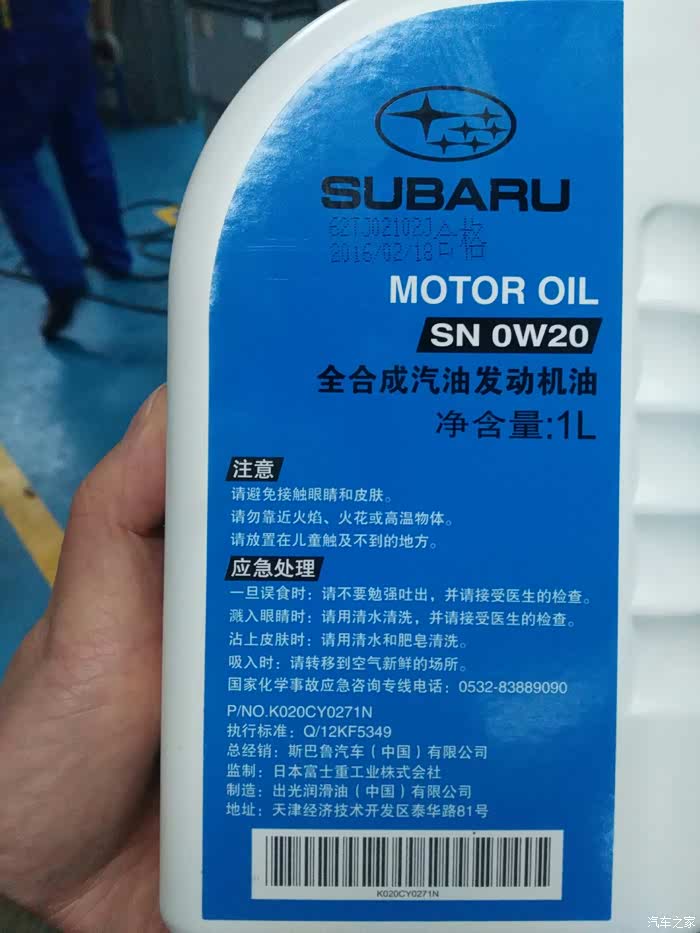 SUBARU
62TJ02102J 合格
2016/02/18
MOTOR OIL
SN 0W20
全合成汽油发动机油
净含量:1L
注意
请避免接触眼睛和皮肤。
请勿靠近火焰、火花或高温物体。
请放置在儿童触及不到的地方。
应急处理
一旦误食时：请不要勉强吐出，并请接受医生的检查。
溅入眼睛时：请用清水清洗，并请接受医生的检查。
沾上皮肤时：请用清水和肥皂清洗。
吸入时：请转移到空气新鲜的场所。
国家化学事故应急咨询专线电话：0532-83889090
P/NO.K020CY0271N
执行标准：Q/12KF5349
总经销：斯巴鲁汽车（中国）有限公司
监制：日本富士重工业株式会社
制造：出光润滑油（中国）有限公司
地址：天津经济技术开发区泰华路81号
K020CY0271N
汽车之家